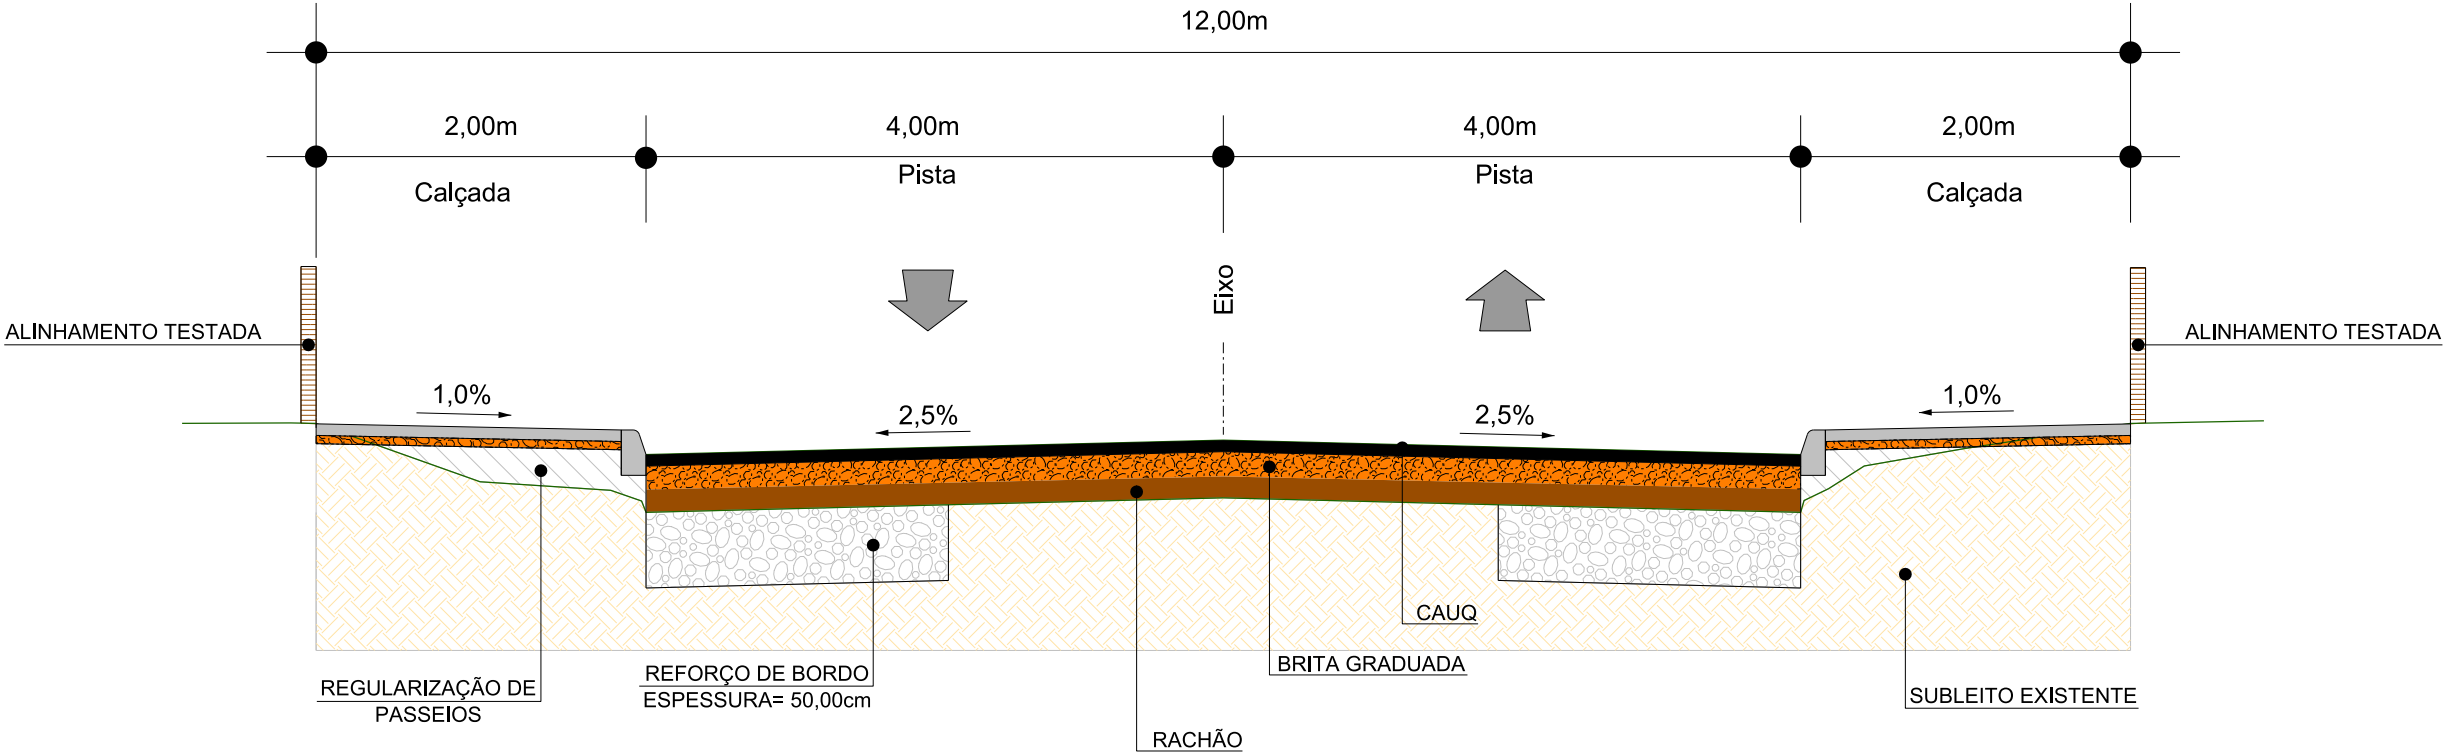 12,00m
2,00m
4,00m
4,00m
2,00m
Calçada
Pista
Pista
Calçada
Eixo
ALINHAMENTO TESTADA
ALINHAMENTO TESTADA
1,0%
2,5%
2,5%
1,0%
CAUQ
BRITA GRADUADA
REFORÇO DE BORDO
ESPESSURA= 50,00cm
REGULARIZAÇÃO DE
PASSEIOS
SUBLEITO EXISTENTE
RACHÃO